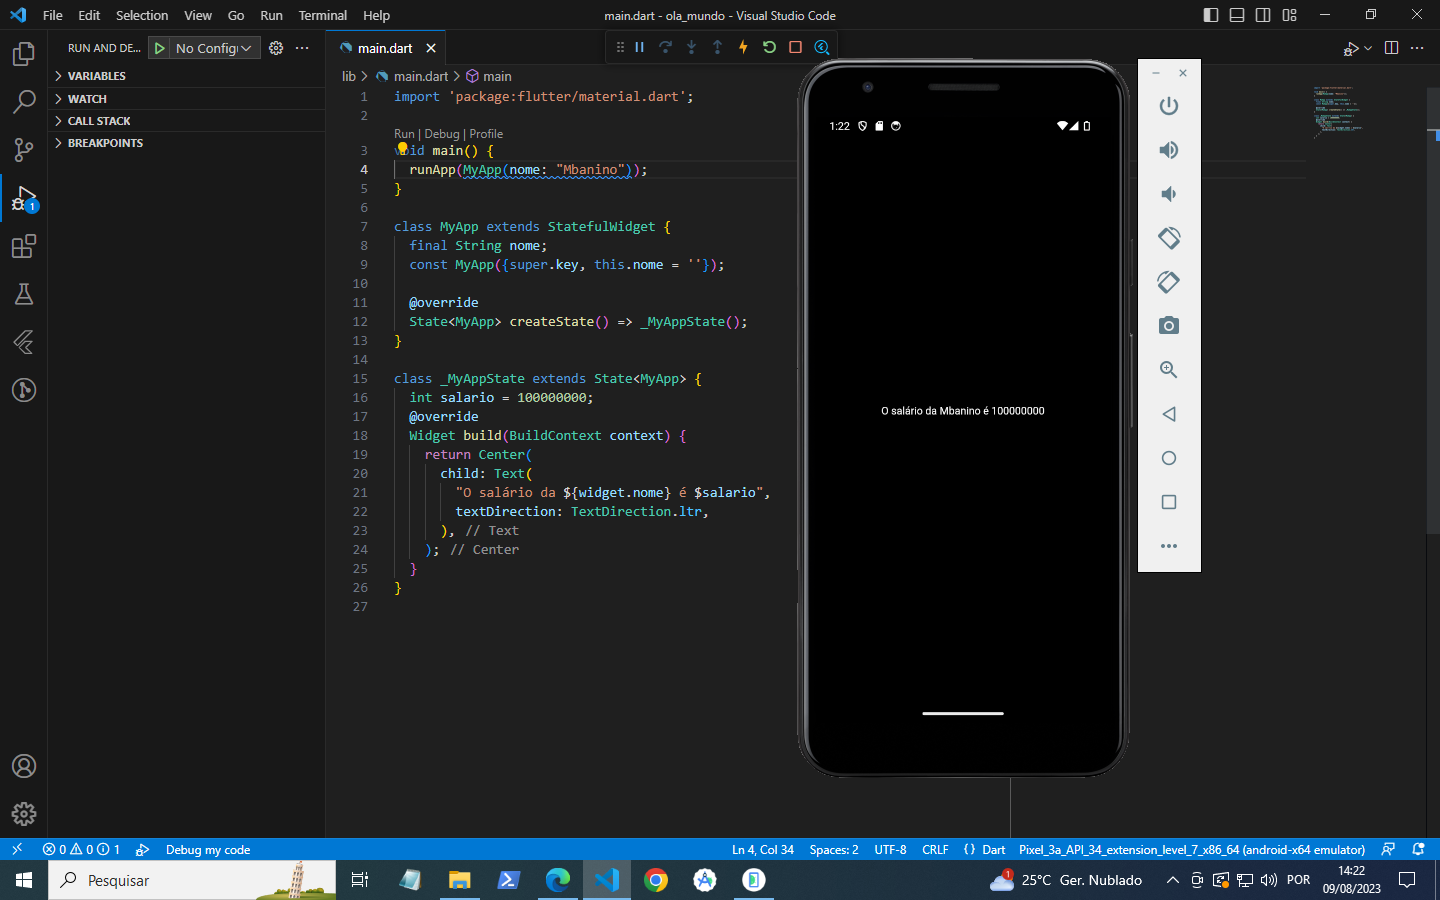 File Edit Selection View Go Run Terminal Help
main.dart - ola_mundo - Visual Studio Code
RUN AND DE... No Config
VARIABLES
WATCH
CALL STACK
BREAKPOINTS
1
main.dart
lib > main.dart > main
1 import 'package:flutter/material.dart';
2
Run | Debug | Profile
3 void main() {
4 runApp(MyApp(nome: "Mbanino"));
5 }
6
7 class MyApp extends StatefulWidget {
8 final String nome;
9 const MyApp({super.key, this.nome = ''});
10
11 @override
12 State<MyApp> createState() => _MyAppState();
13 }
14
15 class _MyAppState extends State<MyApp> {
16 int salario = 100000000;
17 @override
18 Widget build(BuildContext context) {
19 return Center(
20 child: Text(
21 "O salário da ${widget.nome} é $salario",
22 textDirection: TextDirection.ltr,
23 ), // Text
24 ); // Center
25 }
26 }
27
1:22
O salário da Mbanino é 100000000
0 0 1 Debug my code
Ln 4, Col 34 Spaces: 2 UTF-8 CRLF {} Dart Pixel_3a_API_34_extension_level_7_x86_64 (android-x64 emulator)
Pesquisar
1 25°C Ger. Nublado
POR
14:22
09/08/2023